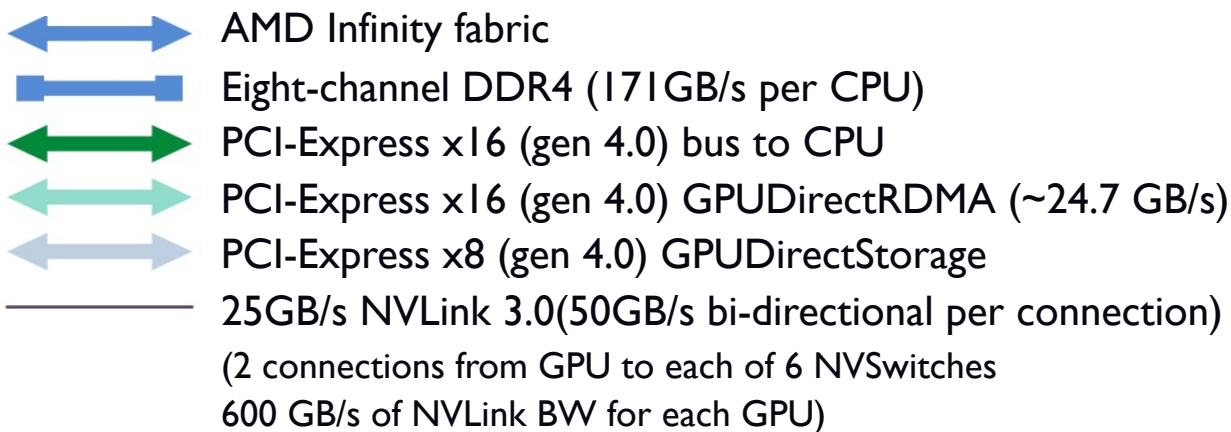 AMD Infinity fabric
Eight-channel DDR4 (171GB/s per CPU)
PCI-Express x16 (gen 4.0) bus to CPU
PCI-Express x16 (gen 4.0) GPUDirectRDMA (~24.7 GB/s)
PCI-Express x8 (gen 4.0) GPUDirectStorage
25GB/s NVLink 3.0(50GB/s bi-directional per connection)
(2 connections from GPU to each of 6 NVSwitches
600 GB/s of NVLink BW for each GPU)